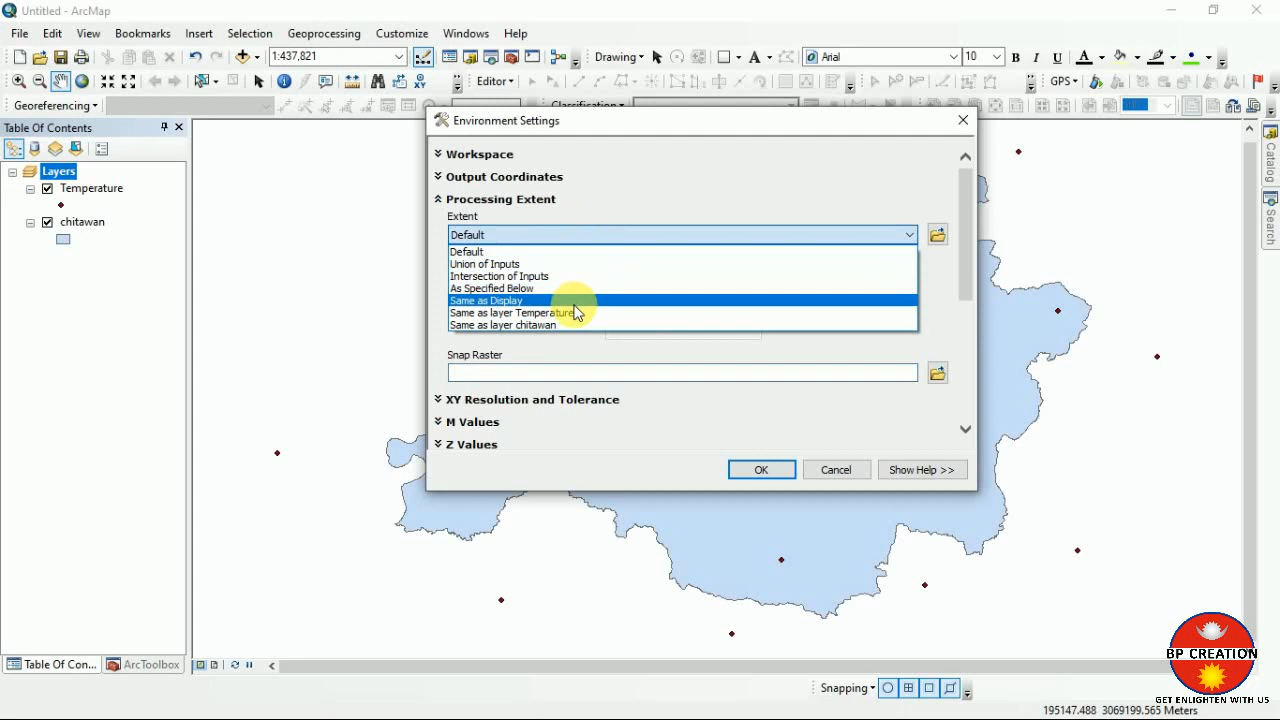 Untitled - ArcMap
File Edit View Bookmarks Insert Selection Geoprocessing Customize Windows Help
1:437,821 Drawing Arial 10 B I U A
Editor GPS
Georeferencing Classification
Table Of Contents
Layers
Temperature
chitawan
Environment Settings
Workspace
Output Coordinates
Processing Extent
Extent
Default
Default
Union of Inputs
Intersection of Inputs
As Specified Below
Same as Display
Same as layer Temperature
Same as layer chitawan
Snap Raster
XY Resolution and Tolerance
M Values
Z Values
OK Cancel Show Help >>
Catalog
Search
Table Of Con... ArcToolbox
Snapping
195147.488 3069199.565 Meters
BP CREATION
GET ENLIGHTEN WITH US